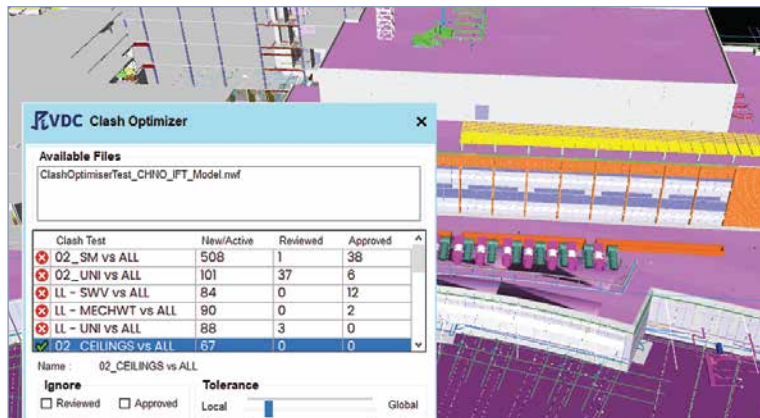 VDC Clash Optimizer
Available Files
ClashOptimiserTest_CHNO_IFT_Model.nwf
Clash Test New/Active Reviewed Approved
02_SM vs ALL 508 1 38
02_UNI vs ALL 101 37 6
LL - SWV vs ALL 84 0 12
LL - MECHWT vs ALL 90 0 2
LL - UNI vs ALL 88 3 0
02_CEILINGS vs ALL 67 0 0
Name : 02_CEILINGS vs ALL
Ignore Tolerance
Reviewed Approved Local Global